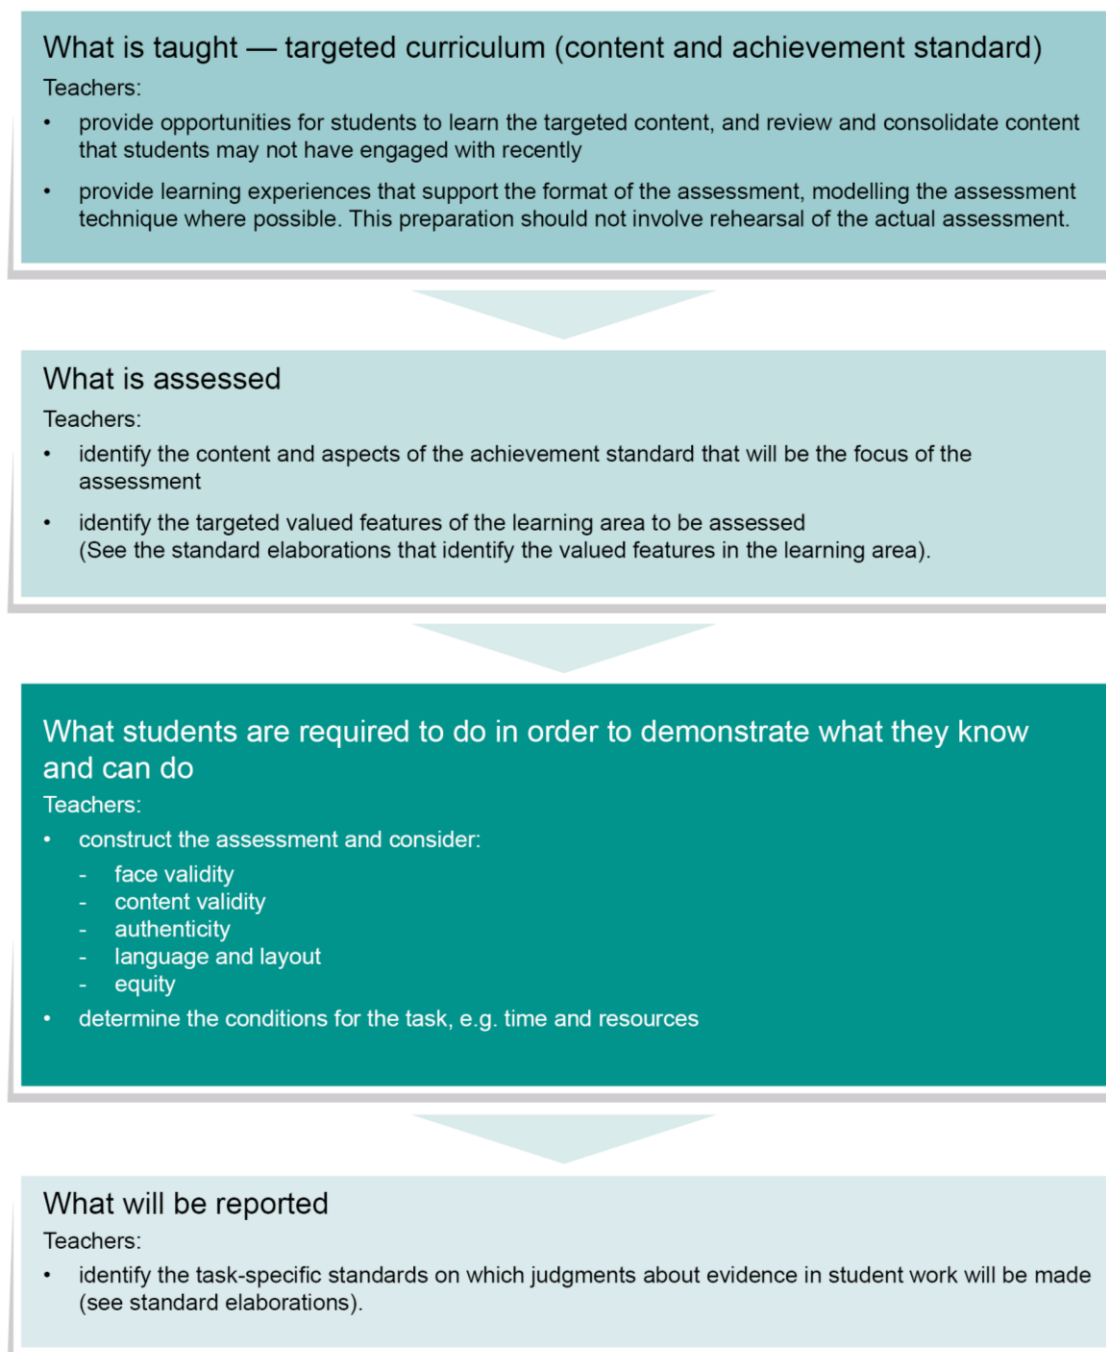 What is taught — targeted curriculum (content and achievement standard)
Teachers:
• provide opportunities for students to learn the targeted content, and review and consolidate content
that students may not have engaged with recently
• provide learning experiences that support the format of the assessment, modelling the assessment
technique where possible. This preparation should not involve rehearsal of the actual assessment.
What is assessed
Teachers:
• identify the content and aspects of the achievement standard that will be the focus of the
assessment
• identify the targeted valued features of the learning area to be assessed
(See the standard elaborations that identify the valued features in the learning area).
What students are required to do in order to demonstrate what they know
and can do
Teachers:
• construct the assessment and consider:
- face validity
- content validity
- authenticity
- language and layout
- equity
• determine the conditions for the task, e.g. time and resources
What will be reported
Teachers:
• identify the task-specific standards on which judgments about evidence in student work will be made
(see standard elaborations).